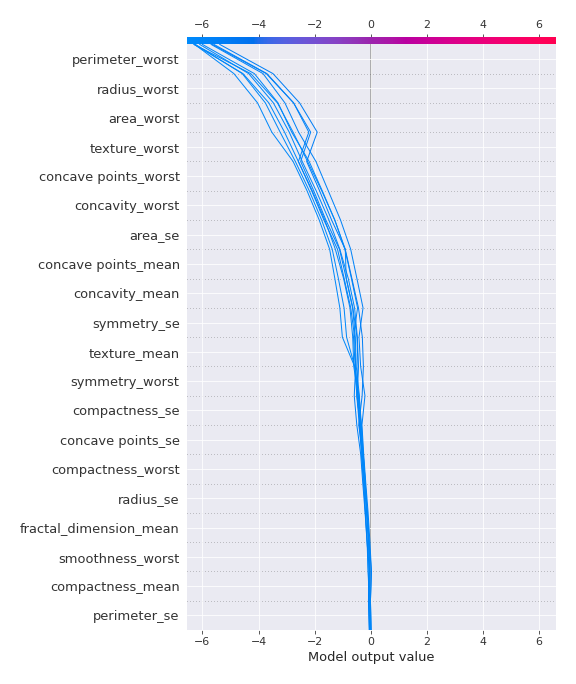 −6 −4 −2 0 2 4 6
perimeter_worst
radius_worst
area_worst
texture_worst
concave points_worst
concavity_worst
area_se
concave points_mean
concavity_mean
symmetry_se
texture_mean
symmetry_worst
compactness_se
concave points_se
compactness_worst
radius_se
fractal_dimension_mean
smoothness_worst
compactness_mean
perimeter_se
−6 −4 −2 0 2 4 6
Model output value